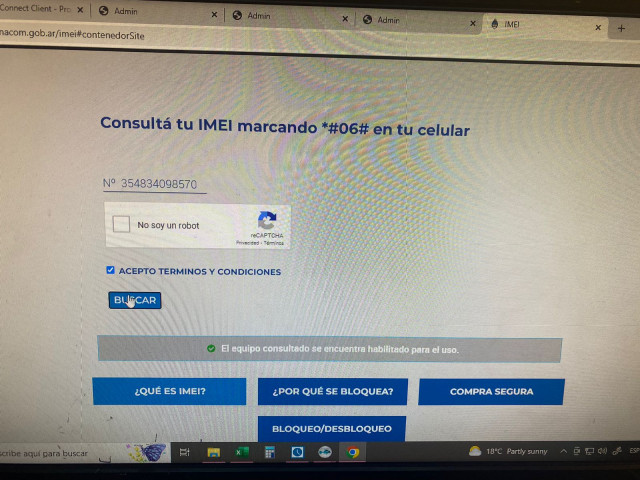 Connect Client - Pro
Admin
Admin
Admin
IMEI
nacom.gob.ar/imei#contenedorSite
Consultá tu IMEI marcando *#06# en tu celular
Nº 354834098570
No soy un robot
reCAPTCHA
Privacidad - Términos
ACEPTO TERMINOS Y CONDICIONES
BUSCAR
El equipo consultado se encuentra habilitado para el uso.
¿QUÉ ES IMEI?
¿POR QUÉ SE BLOQUEA?
COMPRA SEGURA
BLOQUEO/DESBLOQUEO
scribe aquí para buscar
18°C Partly sunny
ESP